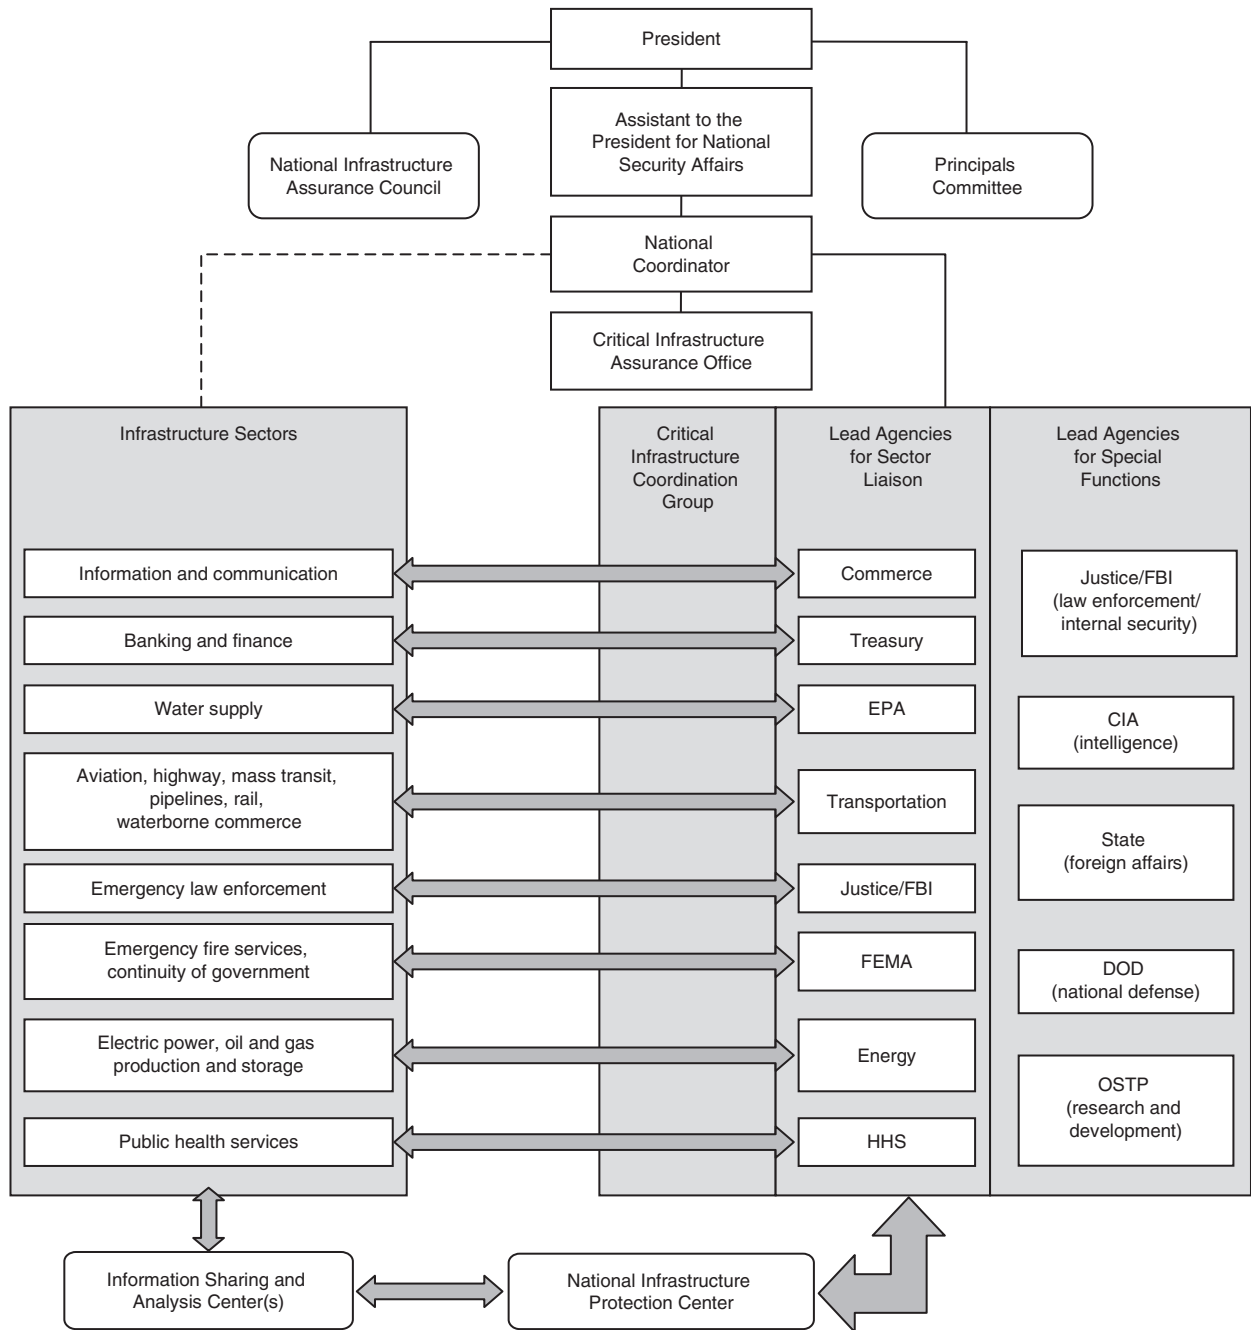 President
Assistant to the
President for National
Security Affairs
National Infrastructure
Assurance Council
Principals
Committee
National
Coordinator
Critical Infrastructure
Assurance Office
Infrastructure Sectors
Critical
Infrastructure
Coordination
Group
Lead Agencies
for Sector
Liaison
Lead Agencies
for Special
Functions
Information and communication
Commerce
Banking and finance
Treasury
Water supply
EPA
Aviation, highway, mass transit,
pipelines, rail,
waterborne commerce
Transportation
Emergency law enforcement
Justice/FBI
Emergency fire services,
continuity of government
FEMA
Electric power, oil and gas
production and storage
Energy
Public health services
HHS
Justice/FBI
(law enforcement/
internal security)
CIA
(intelligence)
State
(foreign affairs)
DOD
(national defense)
OSTP
(research and
development)
Information Sharing and
Analysis Center(s)
National Infrastructure
Protection Center